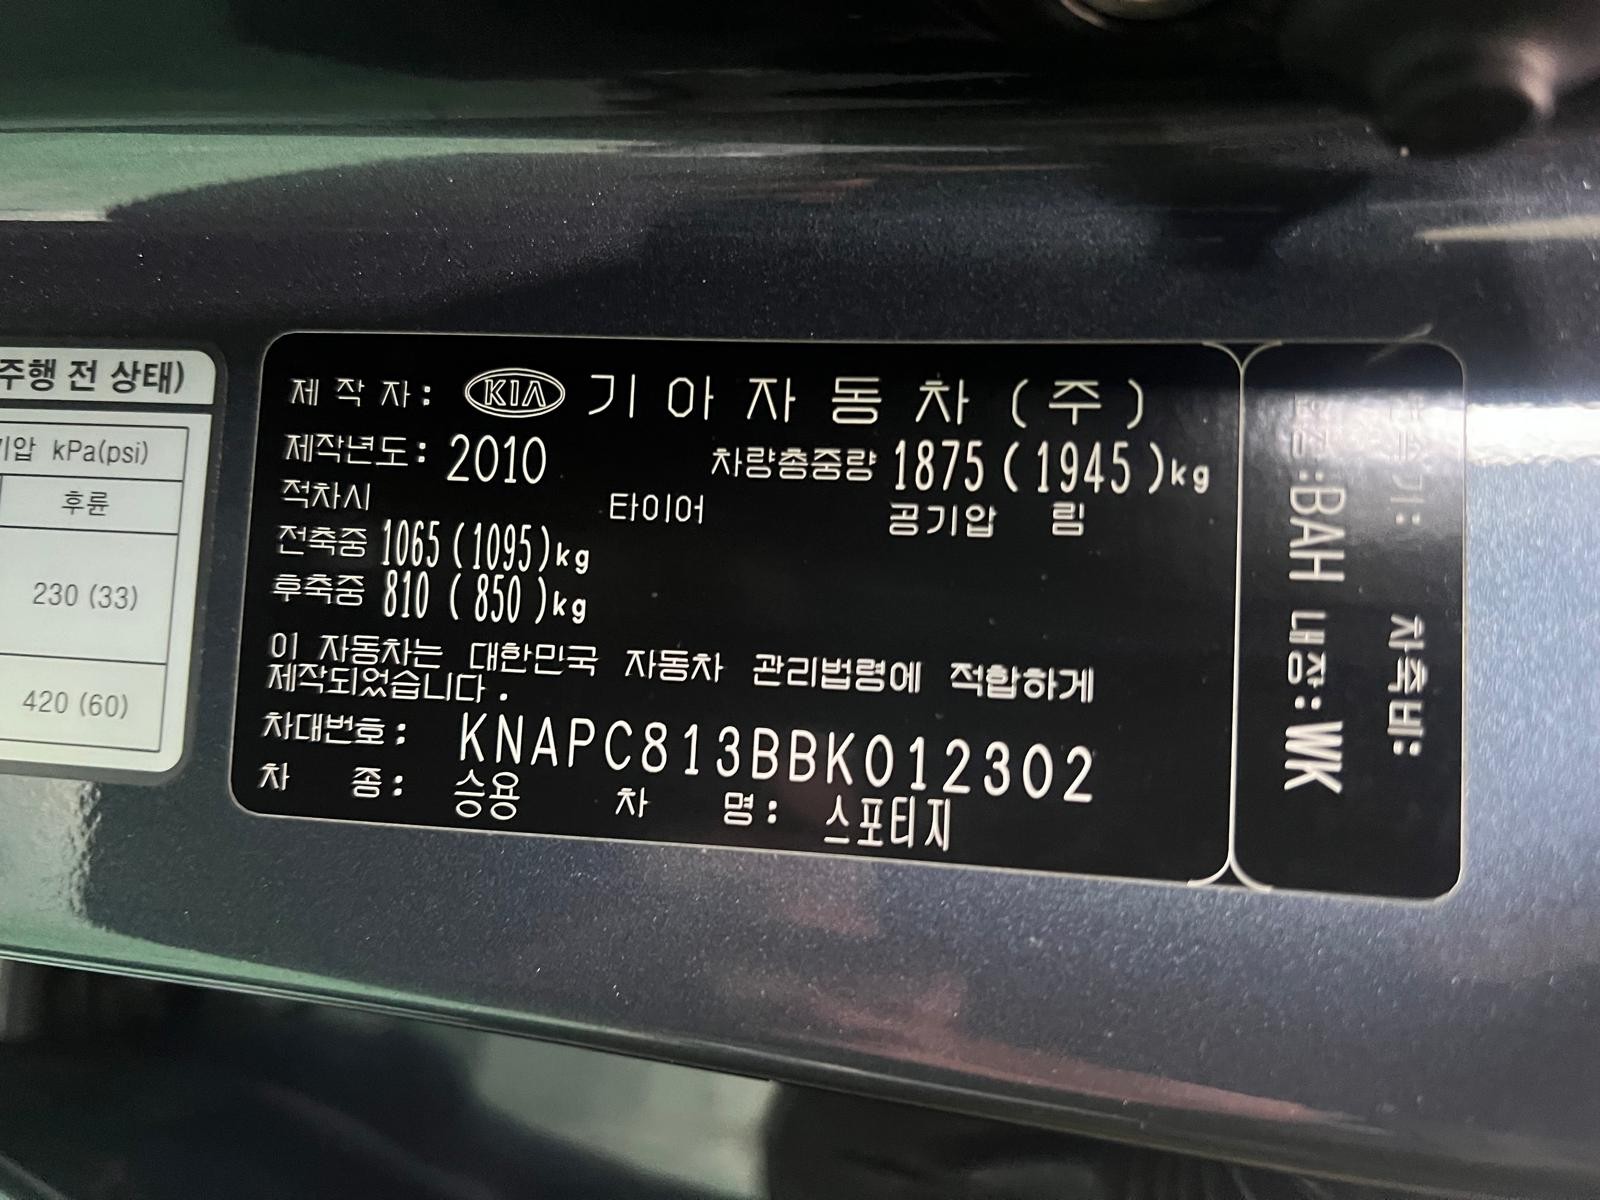 주행 전 상태)
기압 kPa(psi)
후륜
230 (33)
420 (60)
제 작 자: KIA 기 아 자 동 차 ( 주 )
제작년도: 2010 차량총중량 1875 ( 1945 )kg
적차시 타이어 공기압 림
전축중 1065 (1095)kg
후축중 810 ( 850 )kg
이 자동차는 대한민국 자동차 관리법령에 적합하게
제작되었습니다.
차대번호: KNAPC813BBK012302
차 종: 승용 차 명: 스포티지
:BAH 내장:WK
차축비: